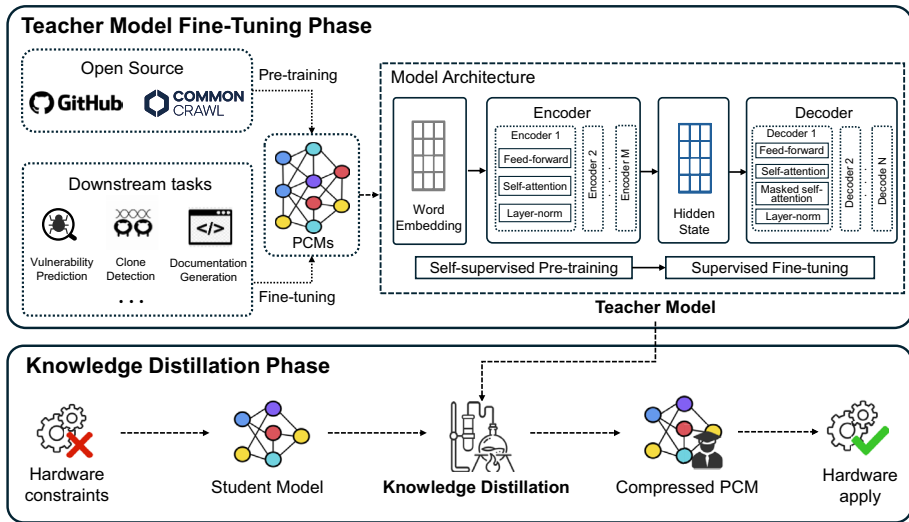 Teacher Model Fine-Tuning Phase
Open Source
GitHub
COMMON
CRAWL
Pre-training
Downstream tasks
Vulnerability
Prediction
Clone
Detection
</>
Documentation
Generation
. . .
Fine-tuning
PCMs
Model Architecture
Word
Embedding
Encoder
Encoder 1
Feed-forward
Self-attention
Layer-norm
Encoder 2
. . .
Encoder M
Hidden
State
Decoder
Decoder 1
Feed-forward
Self-attention
Masked self-
attention
Layer-norm
Decoder 2
. . .
Decode N
Self-supervised Pre-training
Supervised Fine-tuning
Teacher Model
Knowledge Distillation Phase
Hardware
constraints
Student Model
Knowledge Distillation
Compressed PCM
Hardware
apply